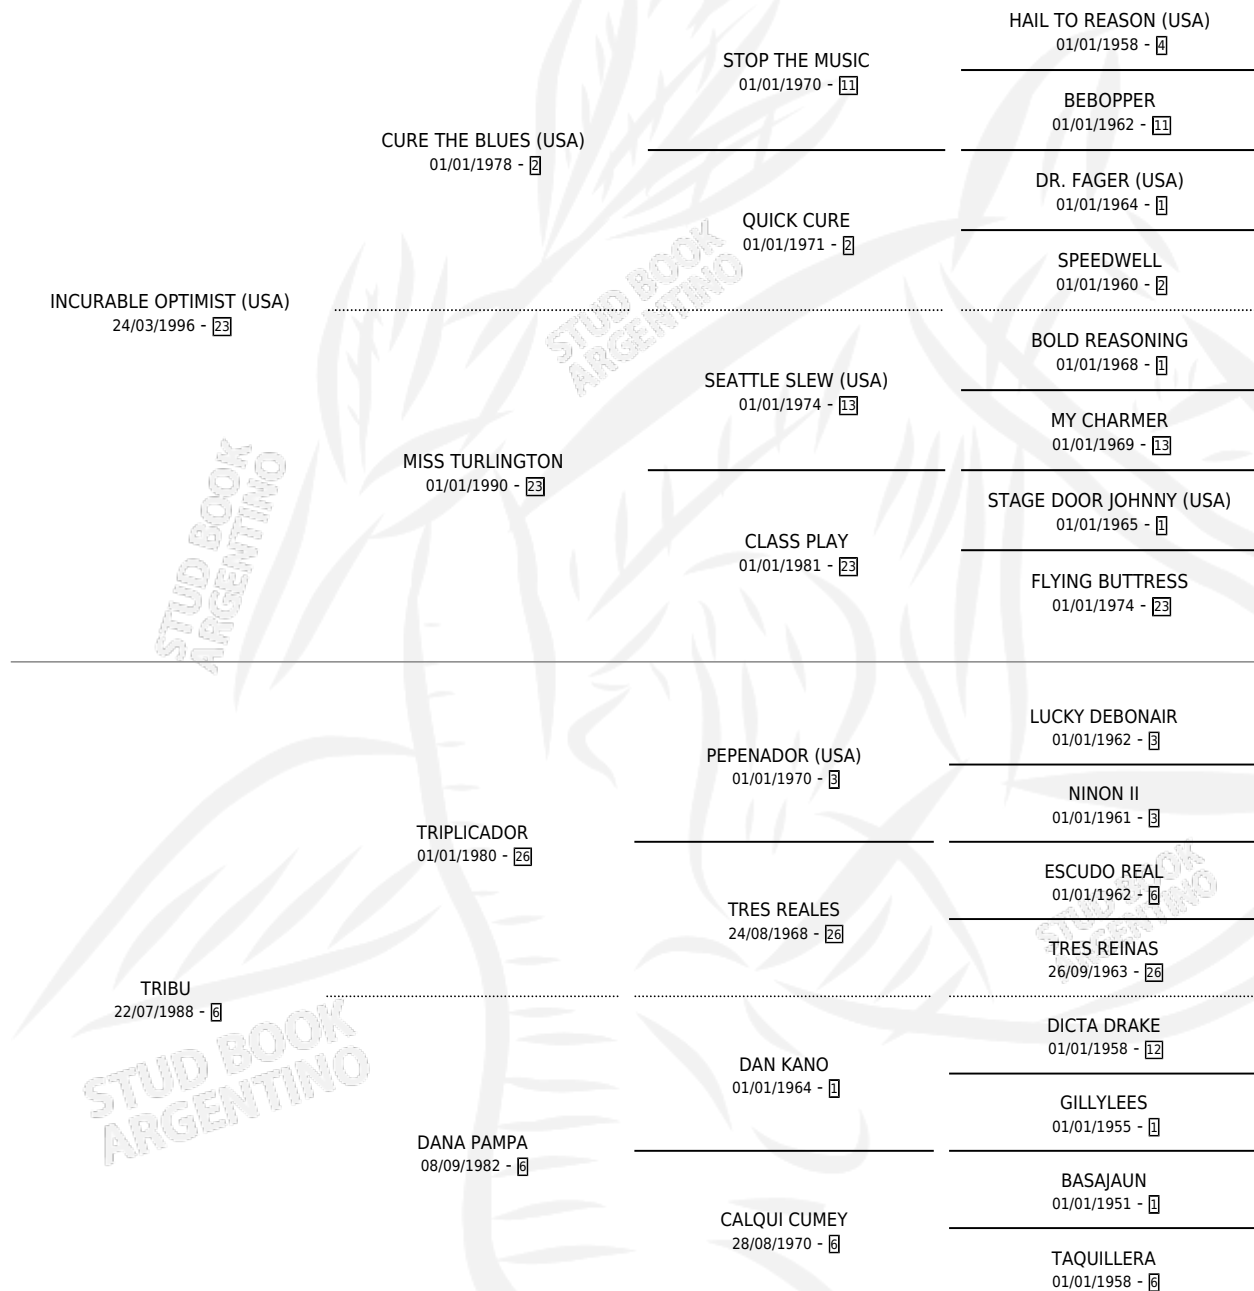 HAIL TO REASON (USA)
01/01/1958 - 4
STOP THE MUSIC
01/01/1970 - 11
BEBOPPER
01/01/1962 - 11
CURE THE BLUES (USA)
01/01/1978 - 2
DR. FAGER (USA)
01/01/1964 - 1
QUICK CURE
01/01/1971 - 2
SPEEDWELL
01/01/1960 - 2
INCURABLE OPTIMIST (USA)
24/03/1996 - 23
STUD BOOK
ARGENTINO
BOLD REASONING
01/01/1968 - 1
SEATTLE SLEW (USA)
01/01/1974 - 13
MY CHARMER
01/01/1969 - 13
MISS TURLINGTON
01/01/1990 - 23
STAGE DOOR JOHNNY (USA)
01/01/1965 - 1
CLASS PLAY
01/01/1981 - 23
FLYING BUTTRESS
01/01/1974 - 23
STUD BOOK
ARGENTINO
LUCKY DEBONAIR
01/01/1962 - 3
PEPENADOR (USA)
01/01/1970 - 3
NINON II
01/01/1961 - 3
TRIPLICADOR
01/01/1980 - 26
ESCUDO REAL
01/01/1962 - 6
TRES REALES
24/08/1968 - 26
TRES REINAS
26/09/1963 - 26
STUD BOOK
ARGENTINO
TRIBU
22/07/1988 - 6
STUD BOOK
ARGENTINO
DICTA DRAKE
01/01/1958 - 12
DAN KANO
01/01/1964 - 1
GILLYLEES
01/01/1955 - 1
DANA PAMPA
08/09/1982 - 6
BASAJAUN
01/01/1951 - 1
CALQUI CUMEY
28/08/1970 - 6
TAQUILLERA
01/01/1958 - 6